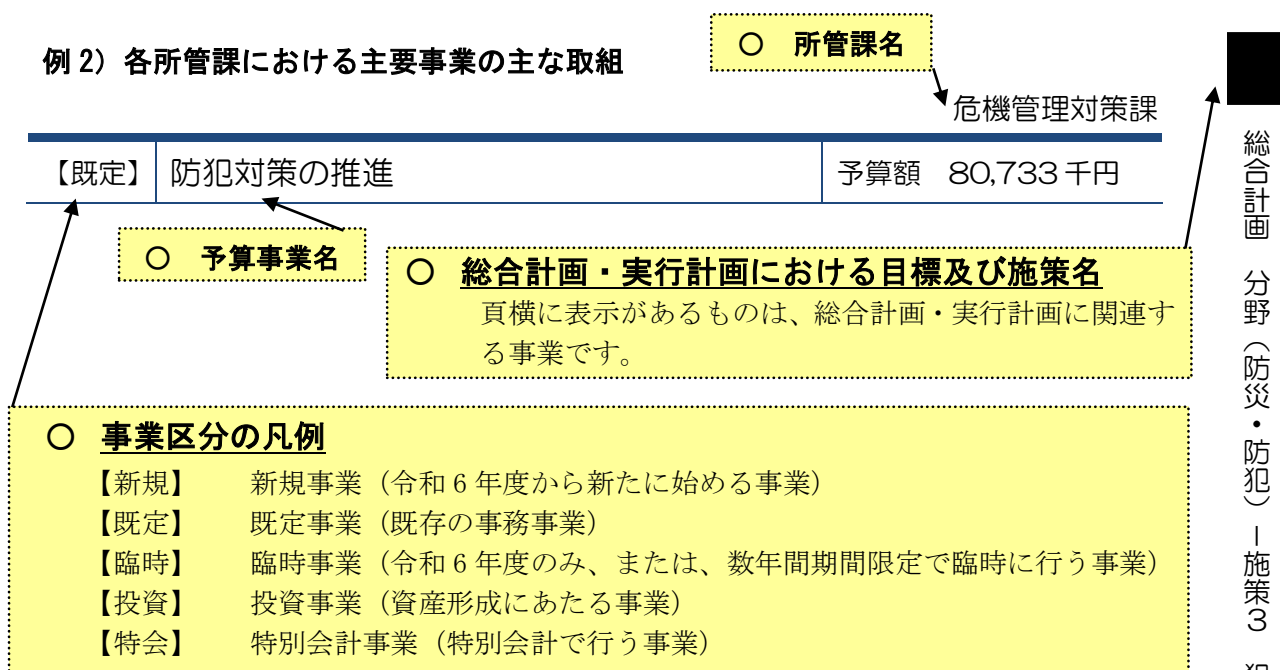 例2）各所管課における主要事業の主な取組
○　所管課名
危機管理対策課
【既定】　防犯対策の推進　予算額　80,733千円
○　予算事業名
○　総合計画・実行計画における目標及び施策名
頁横に表示があるものは、総合計画・実行計画に関連す
る事業です。
○　事業区分の凡例
【新規】　新規事業（令和6年度から新たに始める事業）
【既定】　既定事業（既存の事務事業）
【臨時】　臨時事業（令和6年度のみ、または、数年間期間限定で臨時に行う事業）
【投資】　投資事業（資産形成にあたる事業）
【特会】　特別会計事業（特別会計で行う事業）
総合計画　分野（防災・防犯）－施策3